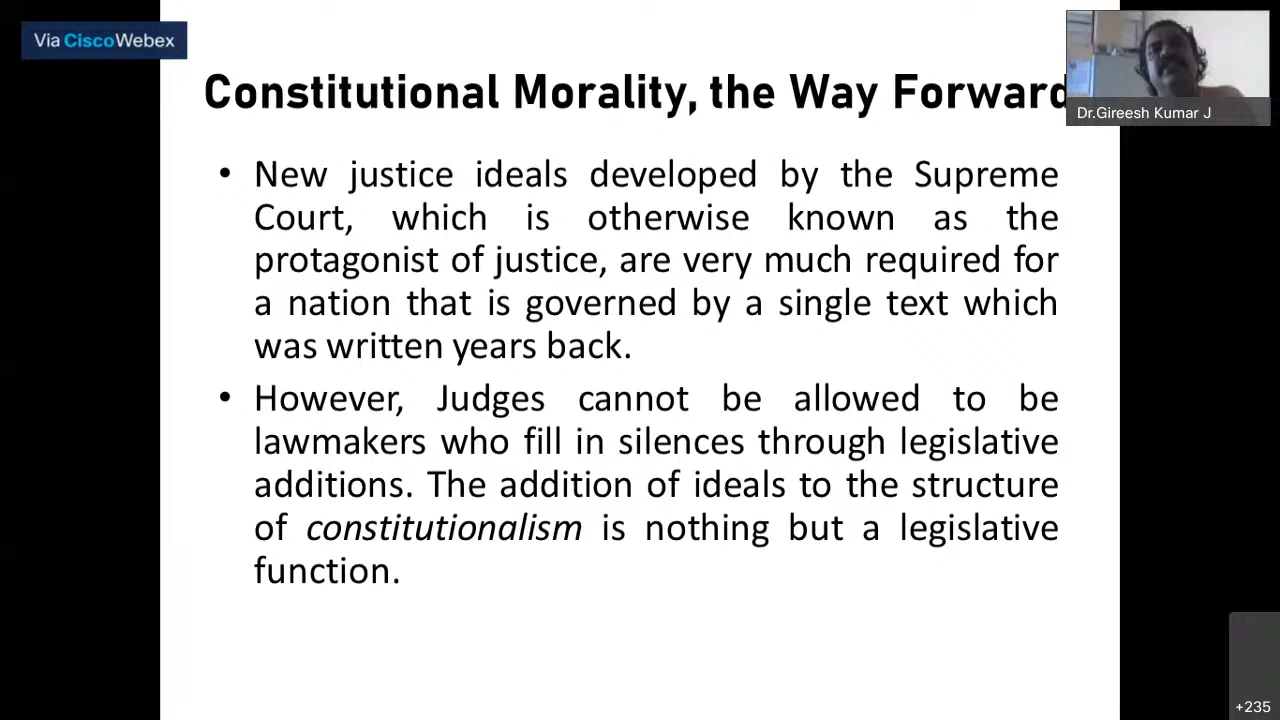 Via CiscoWebex
Constitutional Morality, the Way Forward
Dr.Gireesh Kumar J
• New justice ideals developed by the Supreme
Court, which is otherwise known as the
protagonist of justice, are very much required for
a nation that is governed by a single text which
was written years back.
• However, Judges cannot be allowed to be
lawmakers who fill in silences through legislative
additions. The addition of ideals to the structure
of constitutionalism is nothing but a legislative
function.
+235